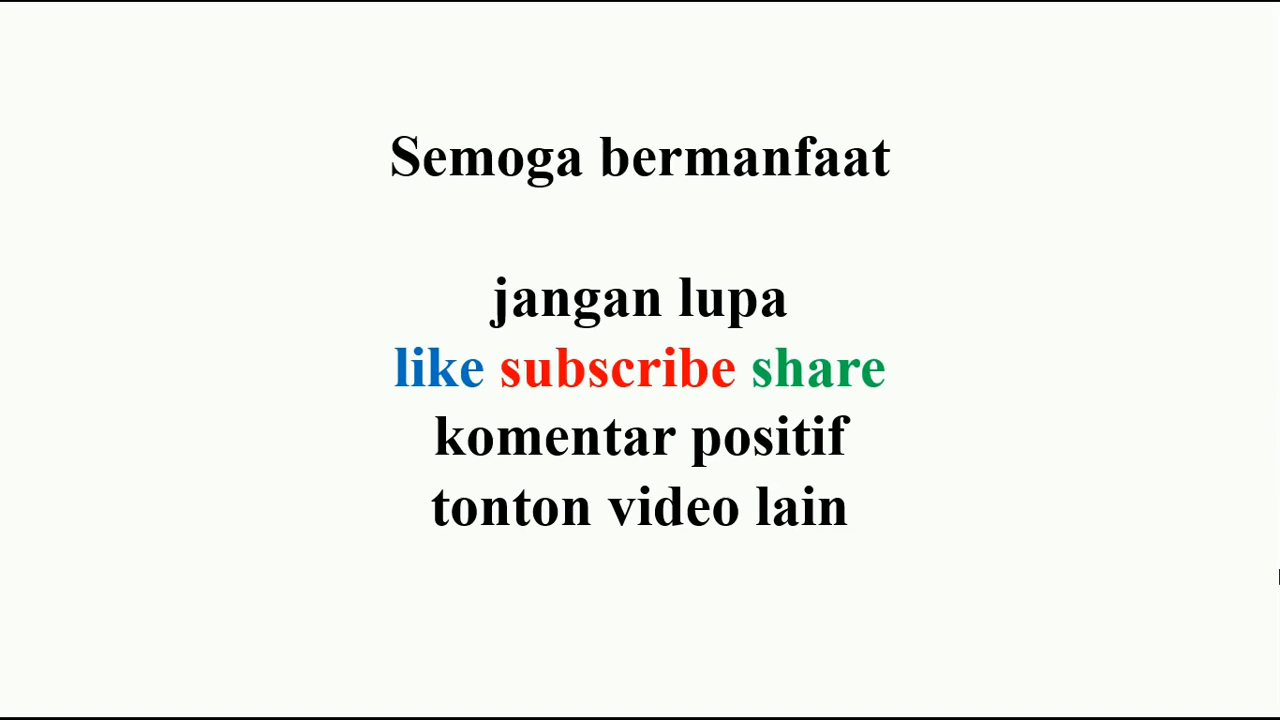 Semoga bermanfaat
jangan lupa
like subscribe share
komentar positif
tonton video lain